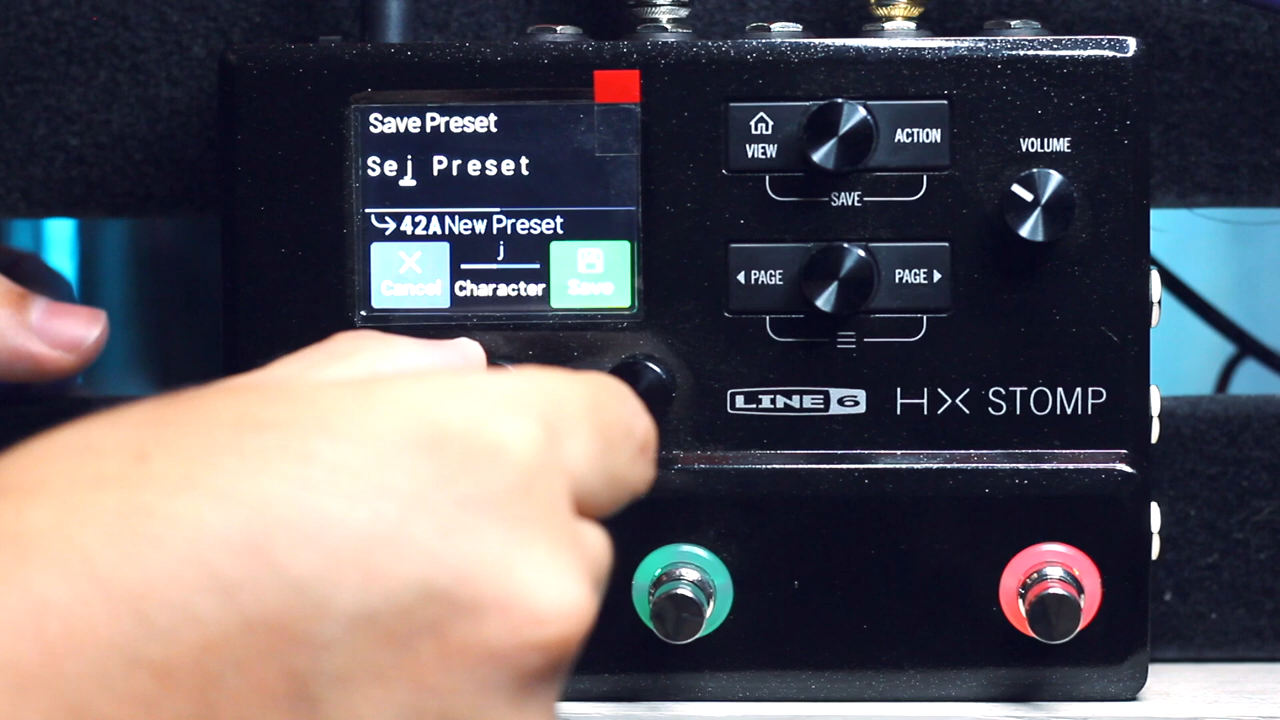 Save Preset
Sej Preset
42A New Preset
j
Cancel
Character
Save
VIEW
ACTION
SAVE
VOLUME
PAGE
PAGE
LINE 6
HX STOMP